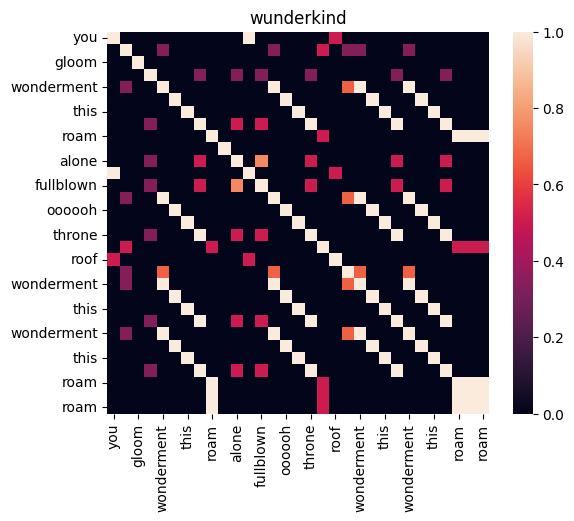 wunderkind
you
gloom
wonderment
this
roam
alone
fullblown
oooooh
throne
roof
wonderment
this
wonderment
this
roam
roam
1.0
0.8
0.6
0.4
0.2
0.0
you
gloom
wonderment
this
roam
alone
fullblown
oooooh
throne
roof
wonderment
this
wonderment
this
roam
roam